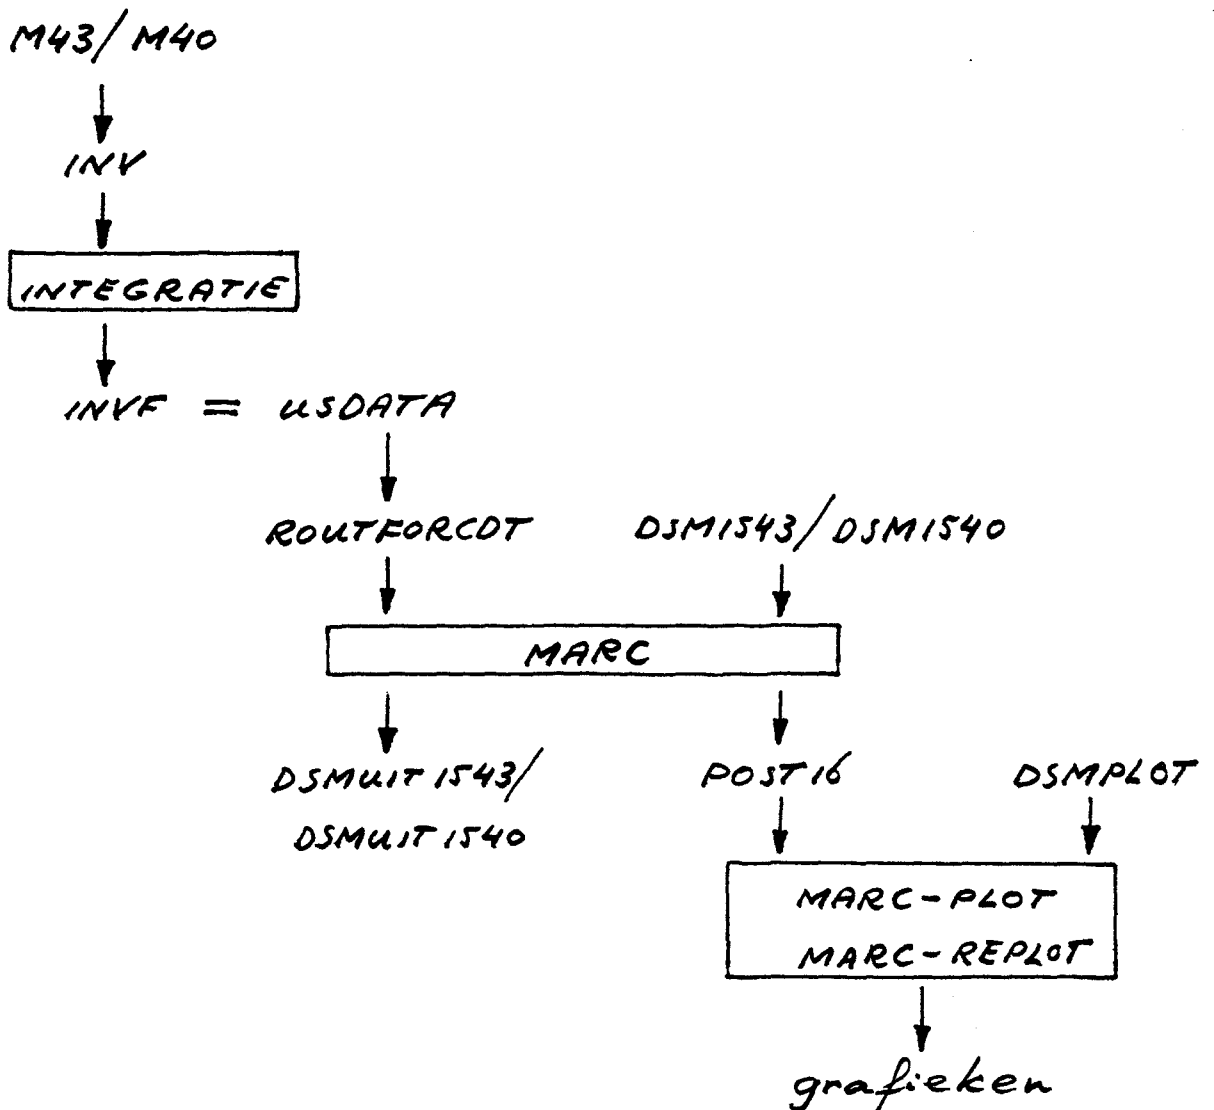 M43/M40
INV
INTEGRATIE
INVF = USDATA
ROUTFORCDT DSM1543/DSM1540
MARC
DSMUIT 1543/ POST16 DSMPLOT
DSMUIT 1540
MARC-PLOT
MARC-REPLOT
grafieken